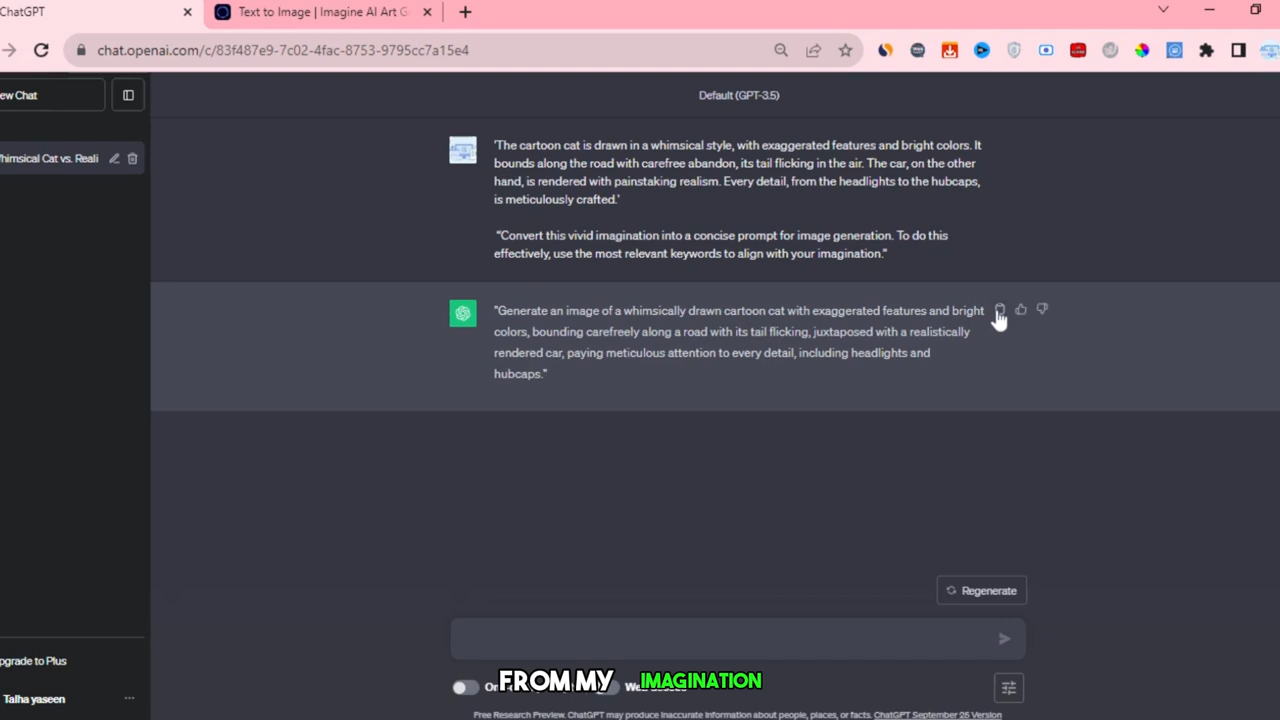 ChatGPT
Text to Image | Imagine AI Art G
chat.openai.com/c/83f487e9-7c02-4fac-8753-9795cc7a15e4
ew Chat
Default (GPT-3.5)
himsical Cat vs. Reali
'The cartoon cat is drawn in a whimsical style, with exaggerated features and bright colors. It
bounds along the road with carefree abandon, its tail flicking in the air. The car, on the other
hand, is rendered with painstaking realism. Every detail, from the headlights to the hubcaps,
is meticulously crafted.'
"Convert this vivid imagination into a concise prompt for image generation. To do this
effectively, use the most relevant keywords to align with your imagination."
"Generate an image of a whimsically drawn cartoon cat with exaggerated features and bright
colors, bounding carefreely along a road with its tail flicking, juxtaposed with a realistically
rendered car, paying meticulous attention to every detail, including headlights and
hubcaps."
Regenerate
pgrade to Plus
FROM MY IMAGINATION
Talha yaseen
Free Research Preview. ChatGPT may produce inaccurate information about people, places, or facts. ChatGPT September 25 Version